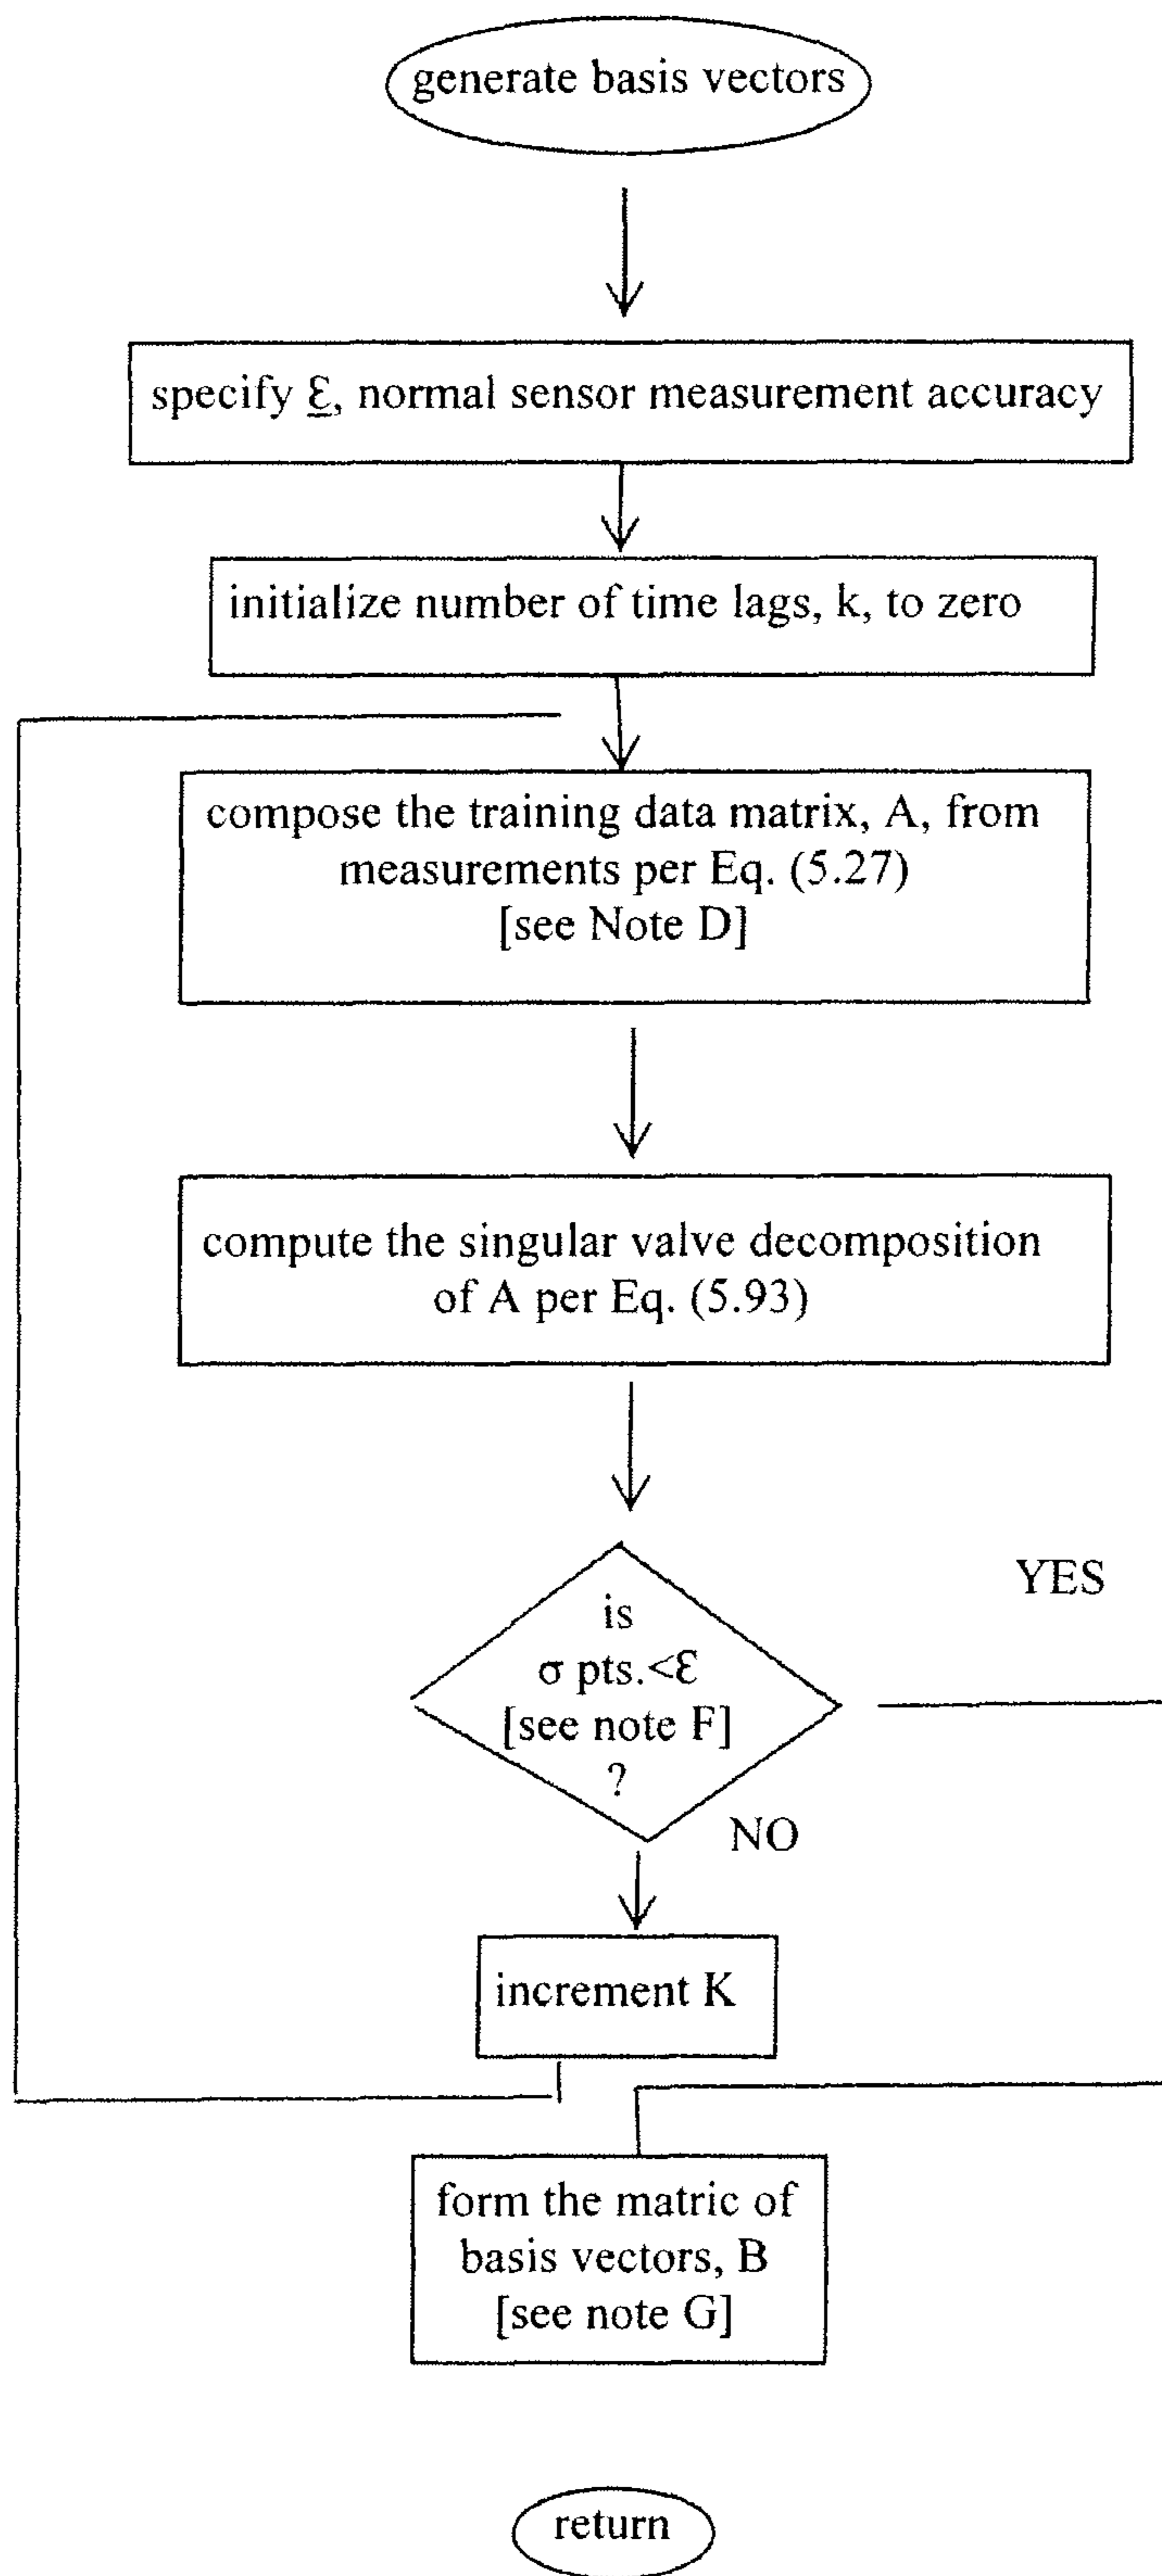 generate basis vectors
specify ε, normal sensor measurement accuracy
initialize number of time lags, k, to zero
compose the training data matrix, A, from
measurements per Eq. (5.27)
[see Note D]
compute the singular valve decomposition
of A per Eq. (5.93)
is
σ pts.<ε
[see note F]
?
YES
NO
increment K
form the matric of
basis vectors, B
[see note G]
return